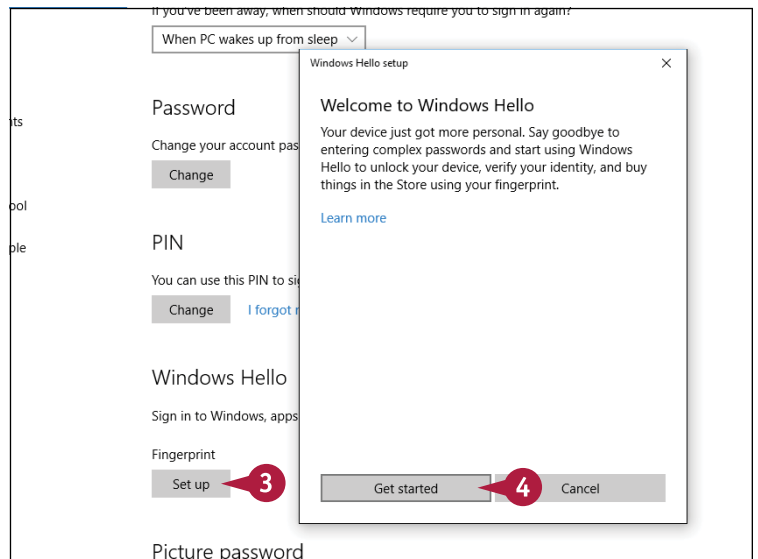 If you've been away, when should Windows require you to sign in again?
When PC wakes up from sleep
Windows Hello setup
Welcome to Windows Hello
Your device just got more personal. Say goodbye to
entering complex passwords and start using Windows
Hello to unlock your device, verify your identity, and buy
things in the Store using your fingerprint.
Learn more
Get started
4
Cancel
Password
Change your account pas
Change
PIN
You can use this PIN to si
Change
I forgot
Windows Hello
Sign in to Windows, apps
Fingerprint
Set up
3
Picture password
nts
ool
ple